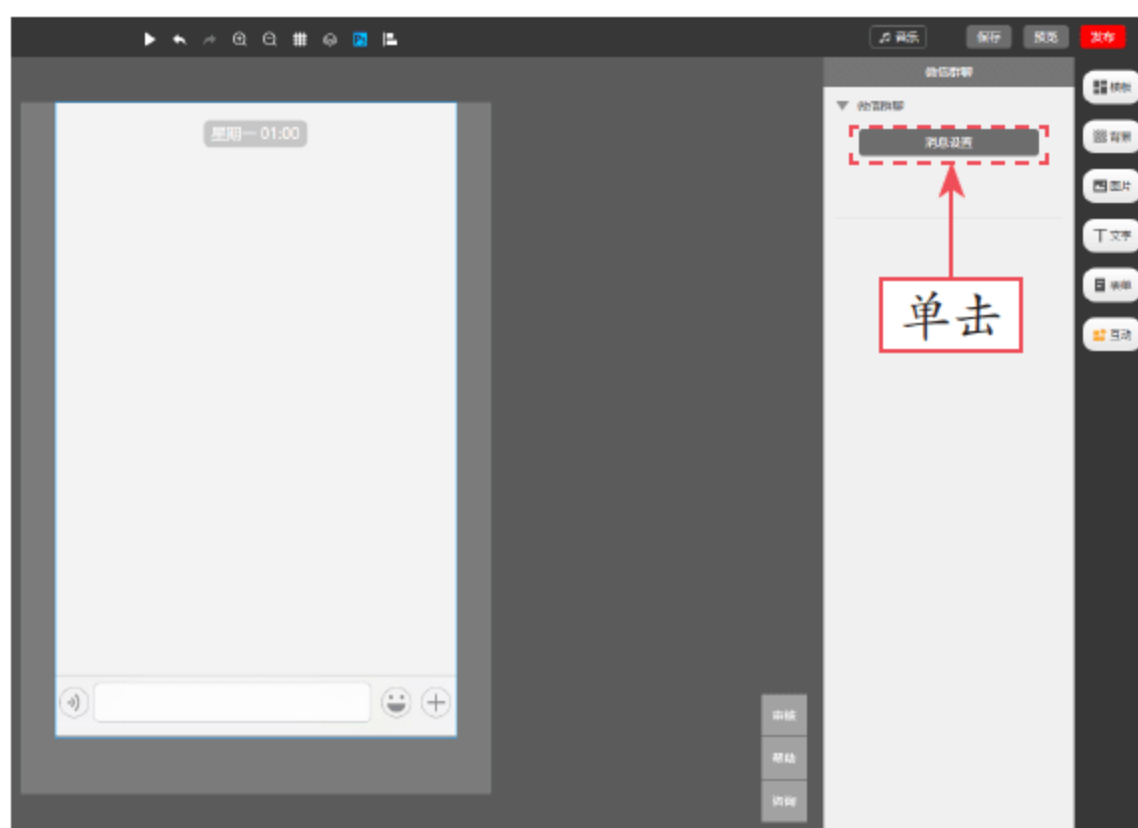 音乐
保存
预览
发布
微信群聊
微信群聊
消息设置
单击
星期一 01:00
模板
背景
图片
文字
表单
互动
审核
帮助
咨询